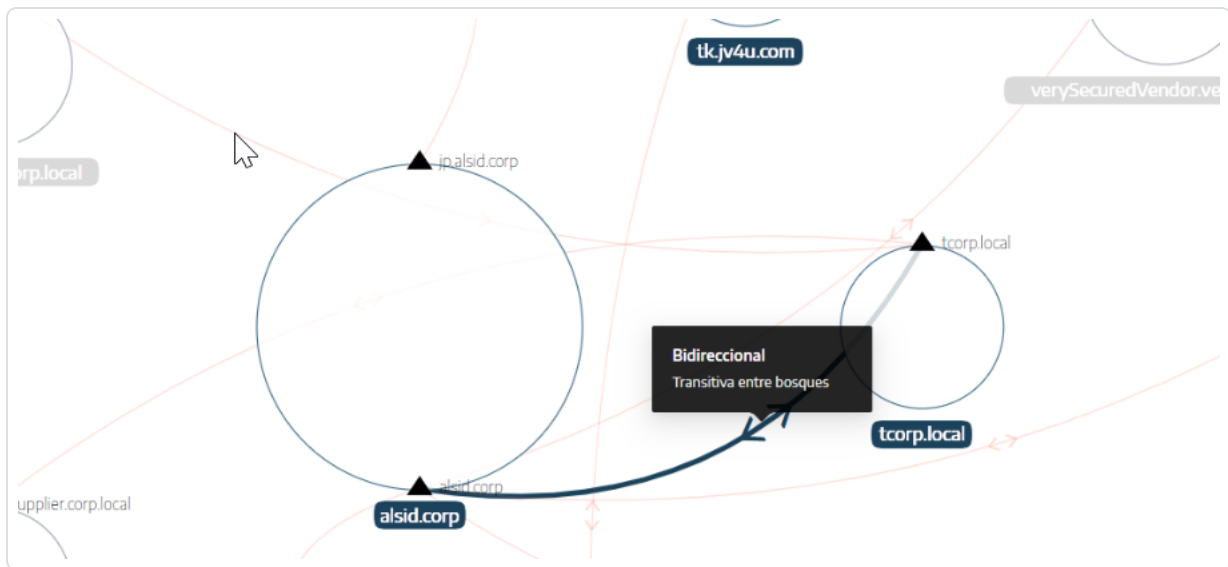 tk.jv4u.com
verySecuredVendor.ve
jp.alsid.corp
orp.local
tcorp.local
Bidireccional
Transitiva entre bosques
tcorp.local
alsid.corp
upplier.corp.local
alsid.corp